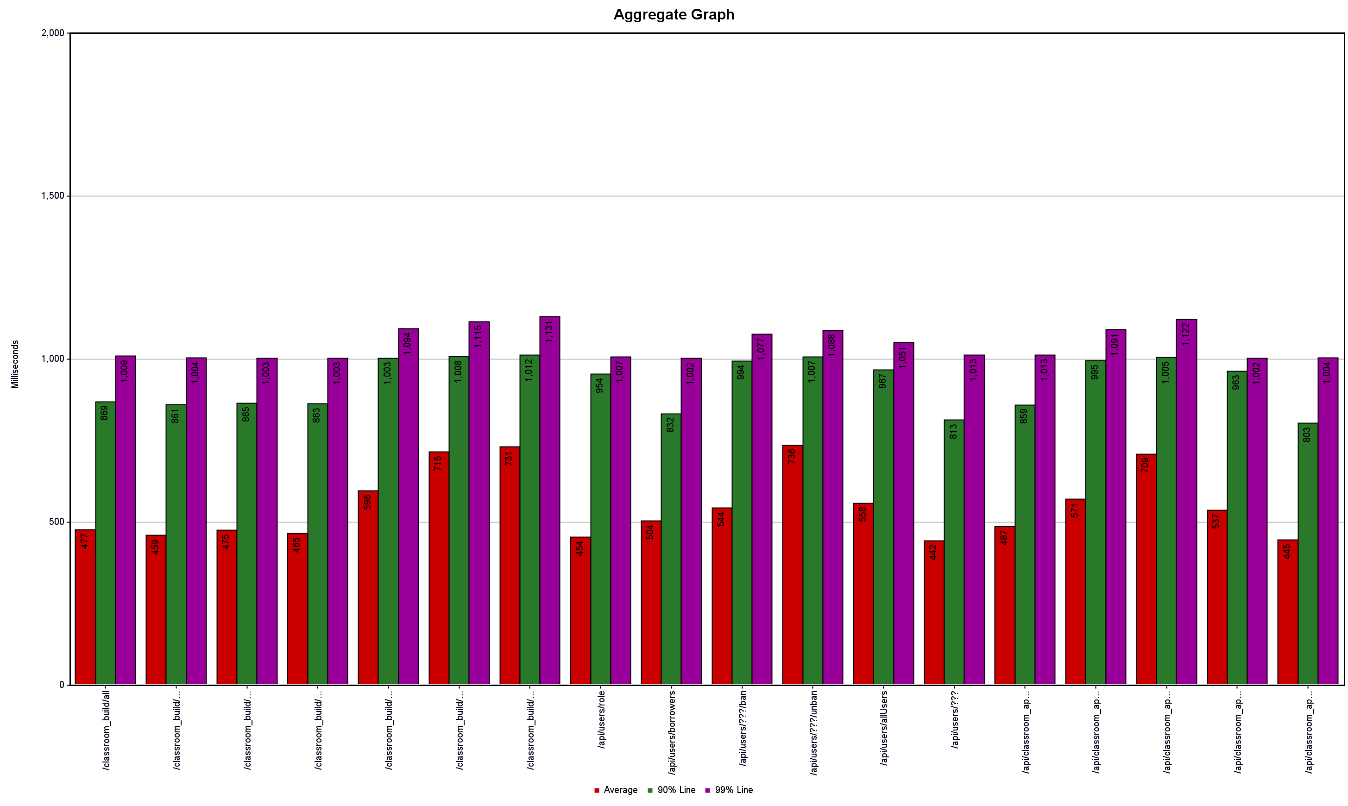 Aggregate Graph
2,000
1,500
1,000
500
0
Milliseconds
477
869
1,009
459
861
1,004
475
865
1,003
465
863
1,003
596
1,003
1,094
715
1,008
1,115
731
1,012
1,131
454
954
1,007
504
832
1,002
544
994
1,077
736
1,007
1,088
558
967
1,051
442
813
1,013
487
859
1,013
571
995
1,091
709
1,005
1,122
537
963
1,002
445
803
1,004
/classroom_build/all
/classroom_build/...
/classroom_build/...
/classroom_build/...
/classroom_build/...
/classroom_build/...
/classroom_build/...
/api/users/role
/api/users/borrowers
/api/users/???/ban
/api/users/???/unban
/api/users/allUsers
/api/users/???
/api/classroom_ap...
/api/classroom_ap...
/api/classroom_ap...
/api/classroom_ap...
/api/classroom_ap...
Average 90% Line 99% Line